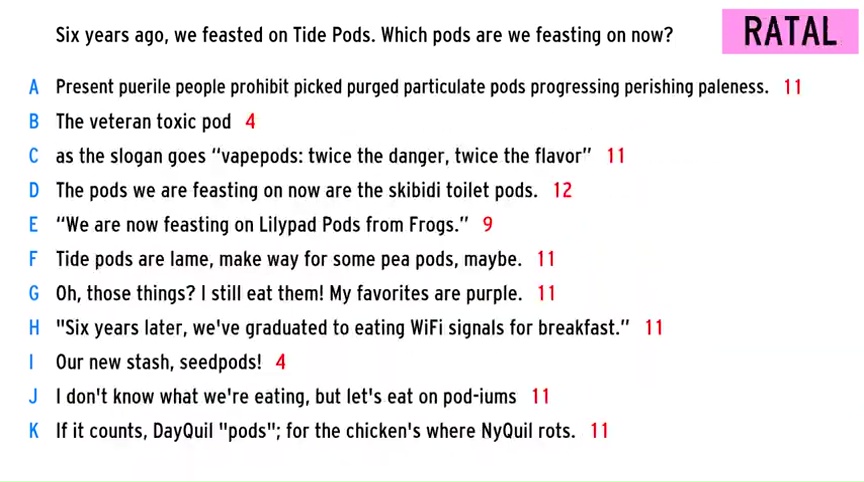 Six years ago, we feasted on Tide Pods. Which pods are we feasting on now?
RATAL
A Present puerile people prohibit picked purged particulate pods progressing perishing paleness. 11
B The veteran toxic pod 4
C as the slogan goes “vapepods: twice the danger, twice the flavor” 11
D The pods we are feasting on now are the skibidi toilet pods. 12
E “We are now feasting on Lilypad Pods from Frogs.” 9
F Tide pods are lame, make way for some pea pods, maybe. 11
G Oh, those things? I still eat them! My favorites are purple. 11
H "Six years later, we've graduated to eating WiFi signals for breakfast.” 11
I Our new stash, seedpods! 4
J I don't know what we're eating, but let's eat on pod-iums 11
K If it counts, DayQuil "pods"; for the chicken's where NyQuil rots. 11